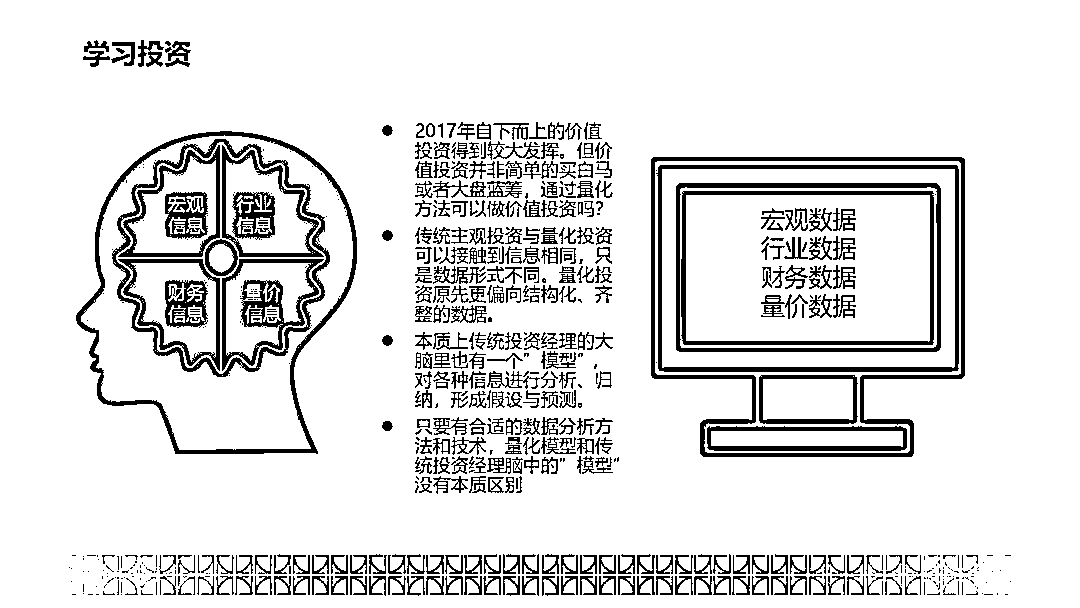 学习投资
宏观
信息
行业
信息
财务
信息
量价
信息
● 2017年自下而上的价值
投资得到较大发挥。但价
值投资并非简单的买白马
或者大盘蓝筹，通过量化
方法可以做价值投资吗？
● 传统主观投资与量化投资
可以接触到信息相同，只
是数据形式不同。量化投
资原先更偏向结构化、齐
整的数据。
● 本质上传统投资经理的大
脑里也有一个”模型”，
对各种信息进行分析、归
纳，形成假设与预测。
● 只要有合适的数据分析方
法和技术，量化模型和传
统投资经理脑中的”模型”
没有本质区别
宏观数据
行业数据
财务数据
量价数据